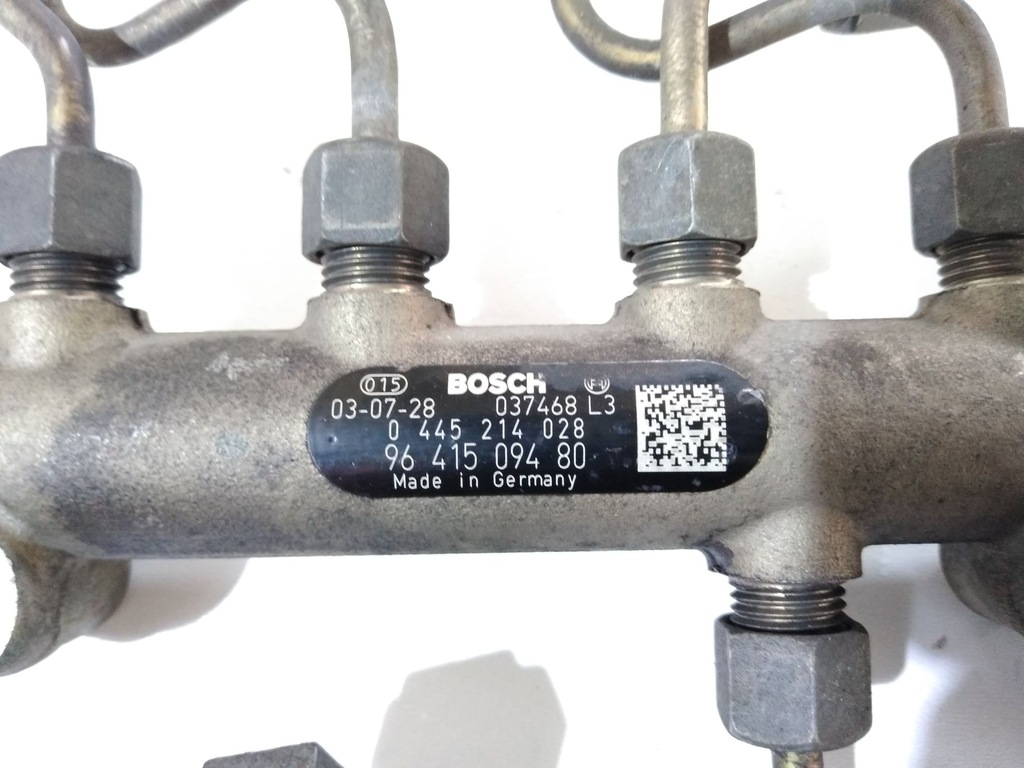 015 BOSCH
03-07-28 037468 L3
0 445 214 028
96 415 094 80
Made in Germany